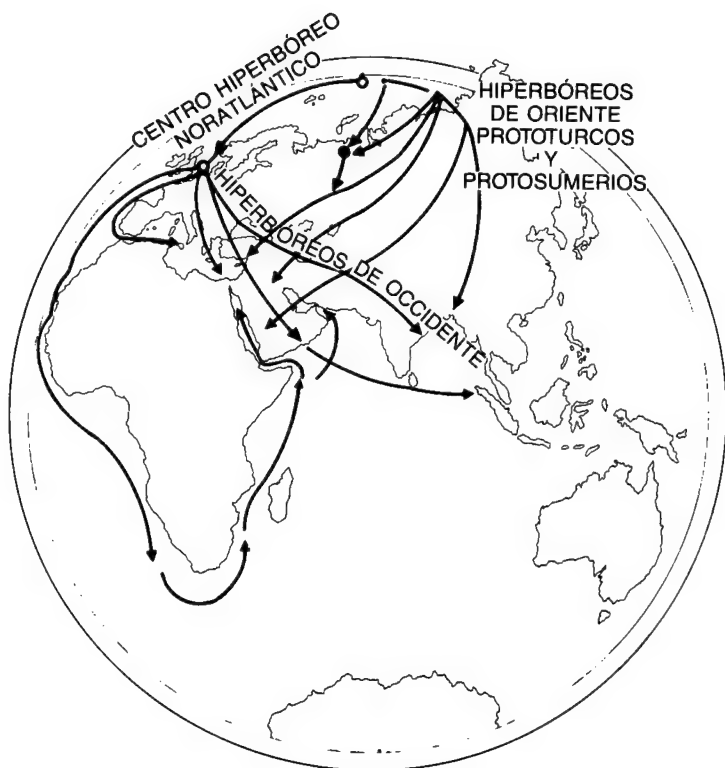 CENTRO HIPERBÓREO
NORATLÁNTICO
HIPERBÓREOS
DE ORIENTE
PROTOTURCOS
Y
PROTOSUMERIOS
HIPERBÓREOS DE OCCIDENTE